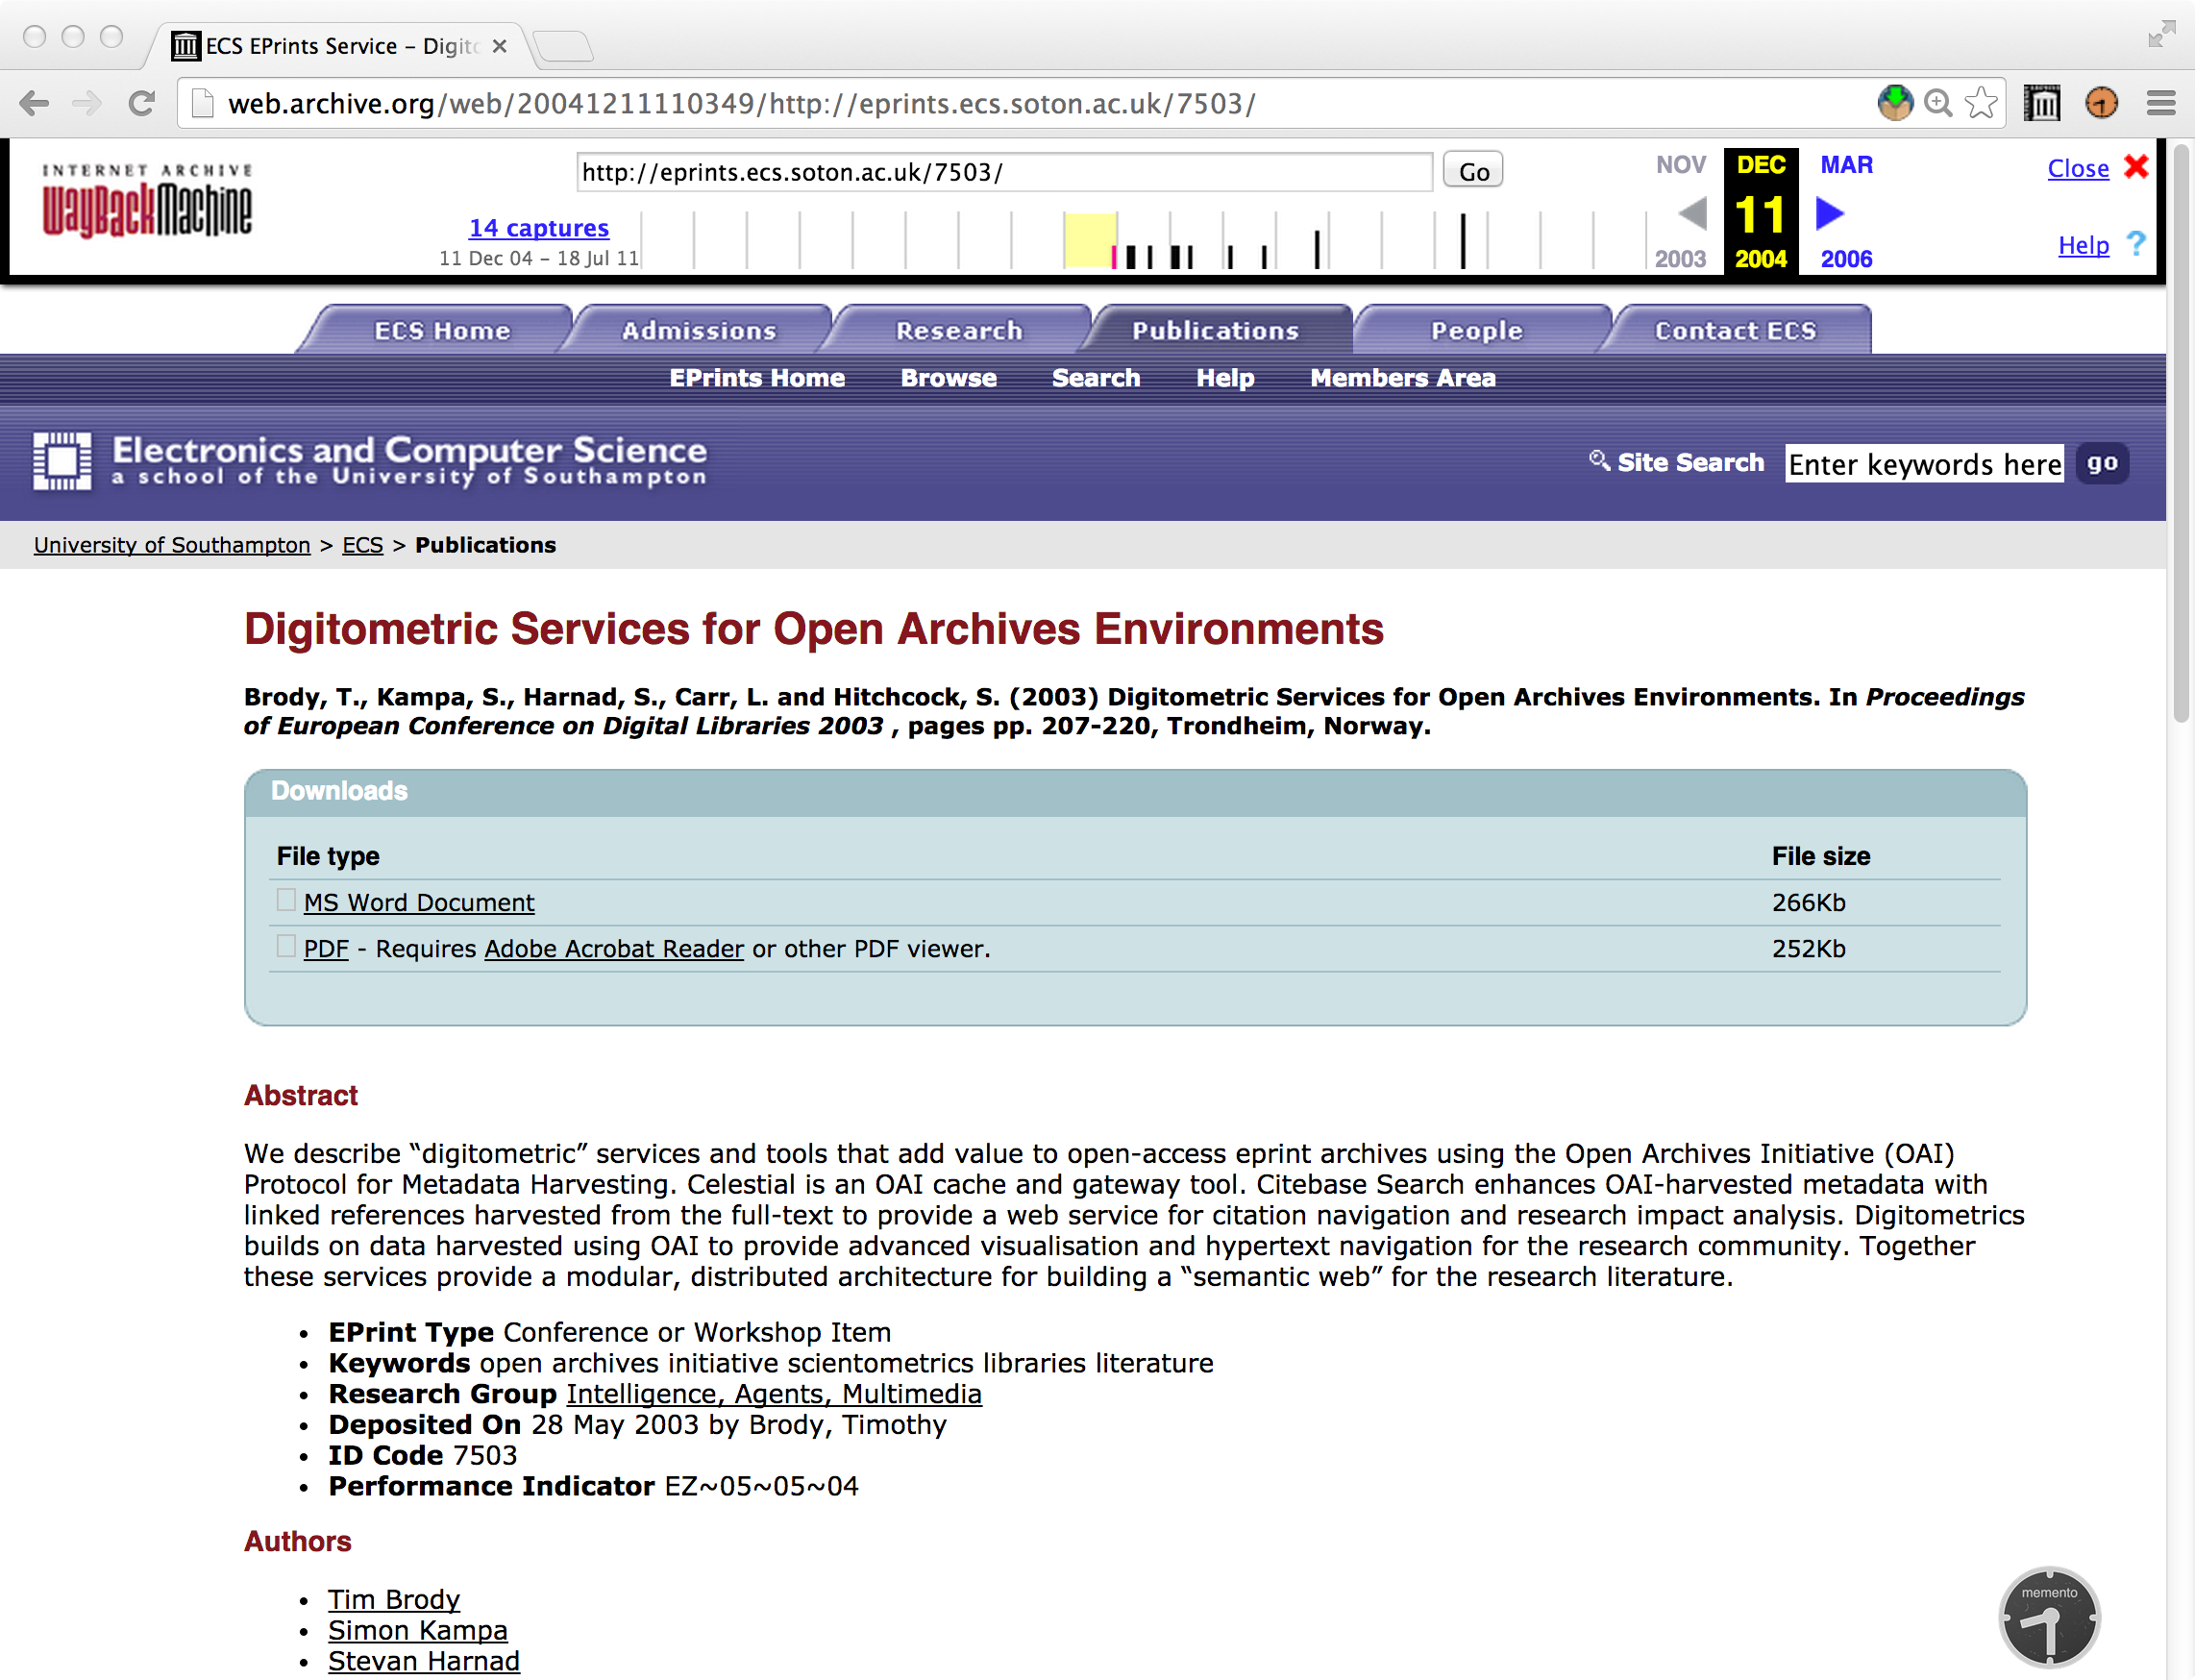 ECS EPrints Service – Digit
web.archive.org/web/20041211110349/http://eprints.ecs.soton.ac.uk/7503/
INTERNET ARCHIVE
WayBackMachine
http://eprints.ecs.soton.ac.uk/7503/
Go
14 captures
11 Dec 04 – 18 Jul 11
NOV DEC MAR
11
2003 2004 2006
Close
Help ?
ECS Home Admissions Research Publications People Contact ECS
EPrints Home Browse Search Help Members Area
Electronics and Computer Science
a school of the University of Southampton
Site Search Enter keywords here go
University of Southampton > ECS > Publications
Digitometric Services for Open Archives Environments
Brody, T., Kampa, S., Harnad, S., Carr, L. and Hitchcock, S. (2003) Digitometric Services for Open Archives Environments. In Proceedings
of European Conference on Digital Libraries 2003 , pages pp. 207-220, Trondheim, Norway.
Downloads
File type File size
MS Word Document 266Kb
PDF - Requires Adobe Acrobat Reader or other PDF viewer. 252Kb
Abstract
We describe “digitometric” services and tools that add value to open-access eprint archives using the Open Archives Initiative (OAI)
Protocol for Metadata Harvesting. Celestial is an OAI cache and gateway tool. Citebase Search enhances OAI-harvested metadata with
linked references harvested from the full-text to provide a web service for citation navigation and research impact analysis. Digitometrics
builds on data harvested using OAI to provide advanced visualisation and hypertext navigation for the research community. Together
these services provide a modular, distributed architecture for building a “semantic web” for the research literature.
• EPrint Type Conference or Workshop Item
• Keywords open archives initiative scientometrics libraries literature
• Research Group Intelligence, Agents, Multimedia
• Deposited On 28 May 2003 by Brody, Timothy
• ID Code 7503
• Performance Indicator EZ~05~05~04
Authors
• Tim Brody
• Simon Kampa
• Stevan Harnad
memento